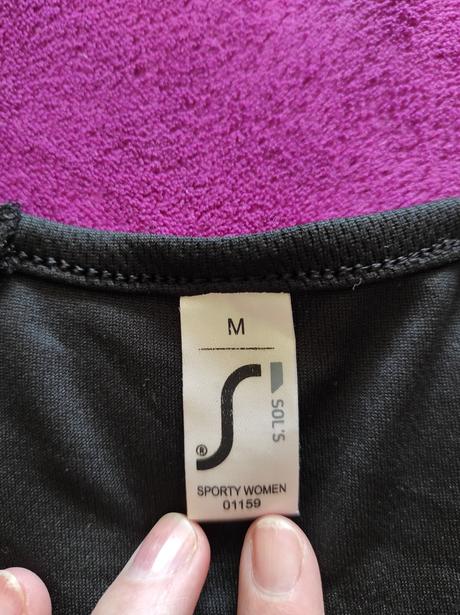 M
SOL'S
®
SPORTY WOMEN
01159